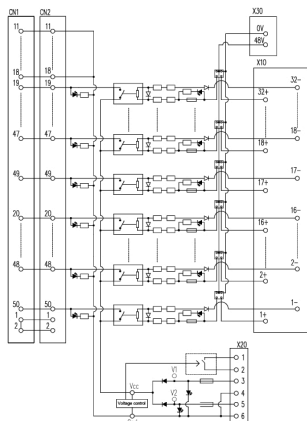 CN1 CN2
X30
0V
48V
X10
11 11
18 18
19 19
47 47
49 49
20 20
48 48
50 50
1 1
2 2
32-
32+
18-
18+
17-
17+
16-
16+
2-
2+
1-
1+
X20
1
2
3
4
5
6
V1
V2
Vcc
Voltage control